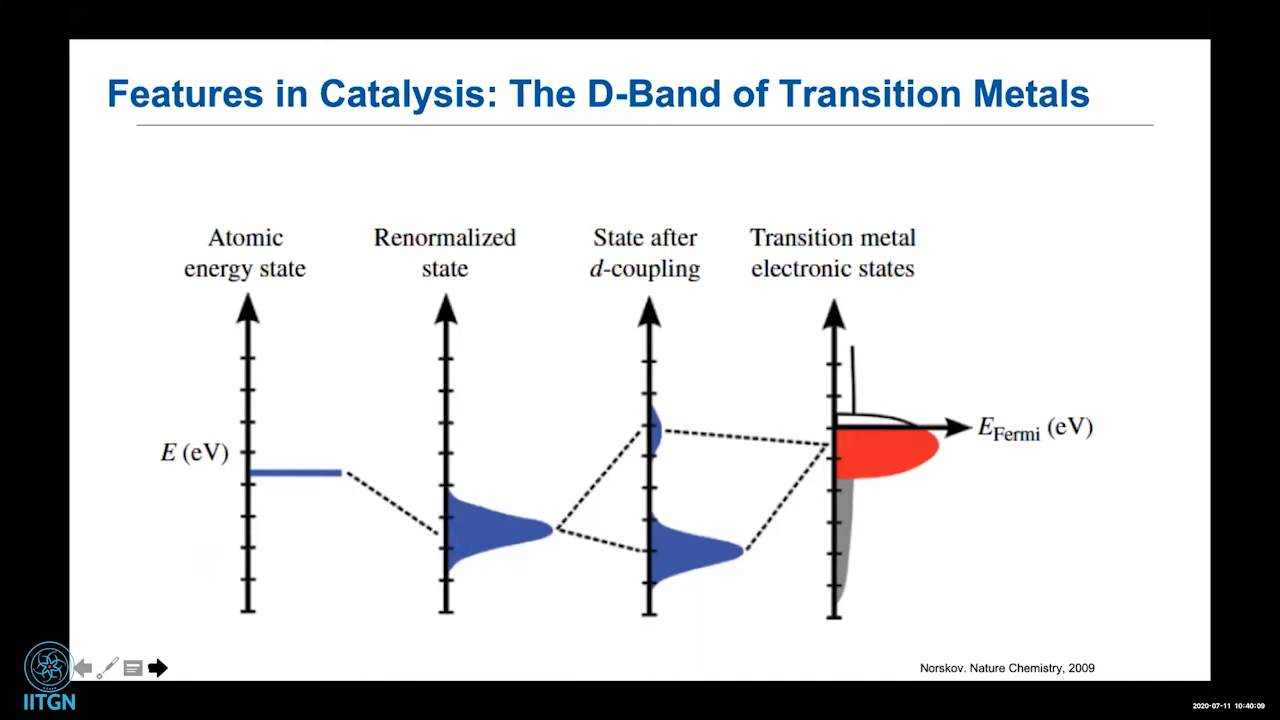 Features in Catalysis: The D-Band of Transition Metals
Atomic
energy state
Renormalized
state
State after
d-coupling
Transition metal
electronic states
E (eV)
EFermi (eV)
Norskov. Nature Chemistry, 2009
IITGN
2020-07-11 10:40:09